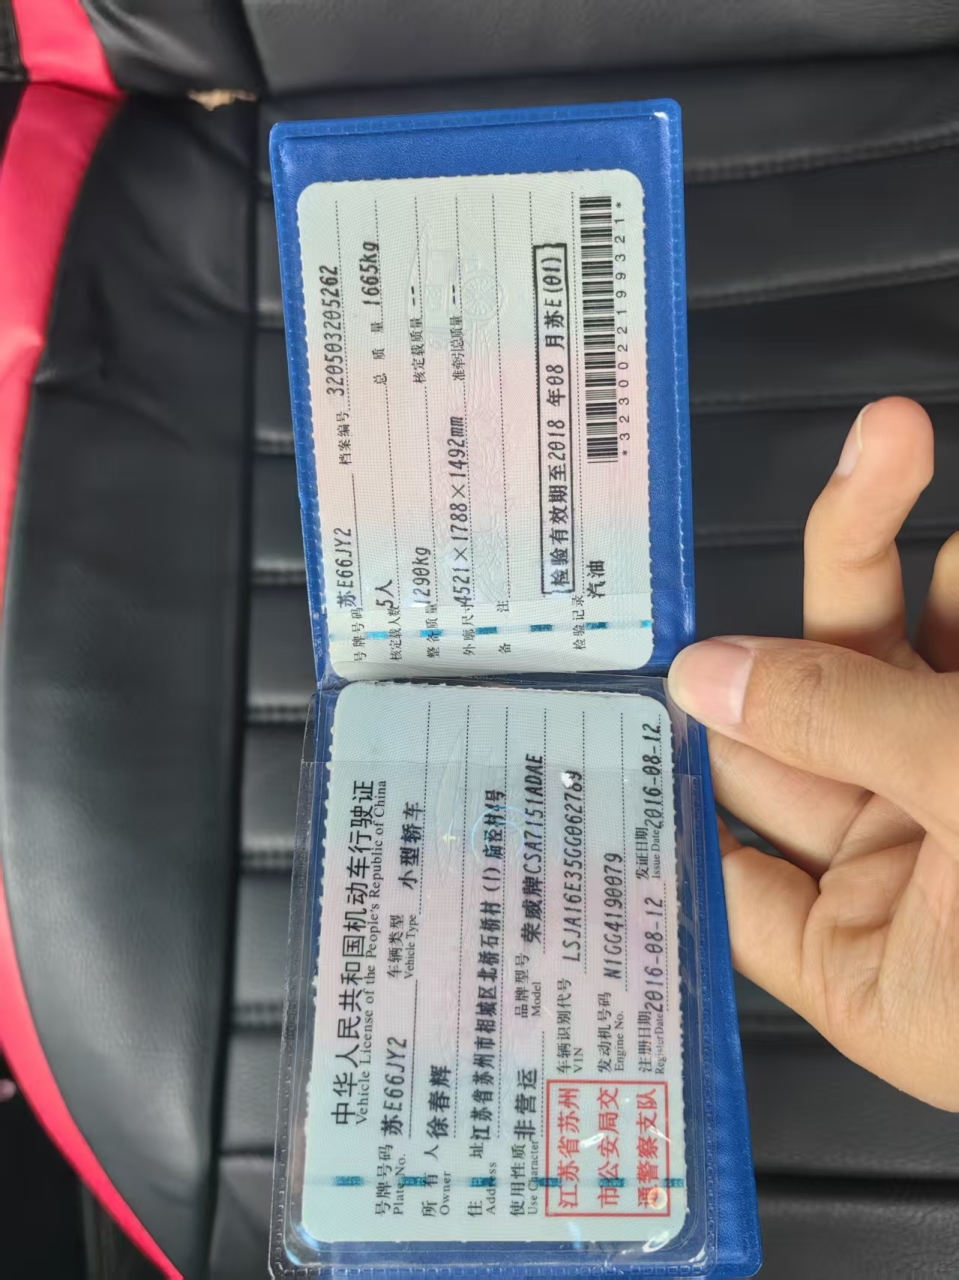 中华人民共和国机动车行驶证
Vehicle License of the People's Republic of China
号牌号码 苏E66JY2 车辆类型 小型轿车
Plate No. Vehicle Type
所有人 徐春辉
Owner
住址 江苏省苏州市相城区北桥石桥村(1)庙泾村4号
Address
使用性质 非营运 品牌型号 荣威牌CSA7151ADAE
Use Character Model
江苏省苏州
市公安局交
通警察支队
车辆识别代号 LSJA16E35GG062769
VIN
发动机号码 N1GG4190079
Engine No.
注册日期 2016-08-12 发证日期 2016-08-12
Register Date Issue Date
号牌号码 苏E66JY2 档案编号 320503205262
核定载人数 5人 总质量 1665kg
整备质量 1290kg 核定载质量 --
外廓尺寸 4521×1788×1492mm 准牵引总质量 --
备注
检验有效期至2018年08月苏E(01)
检验记录
汽油
*3230022199321*